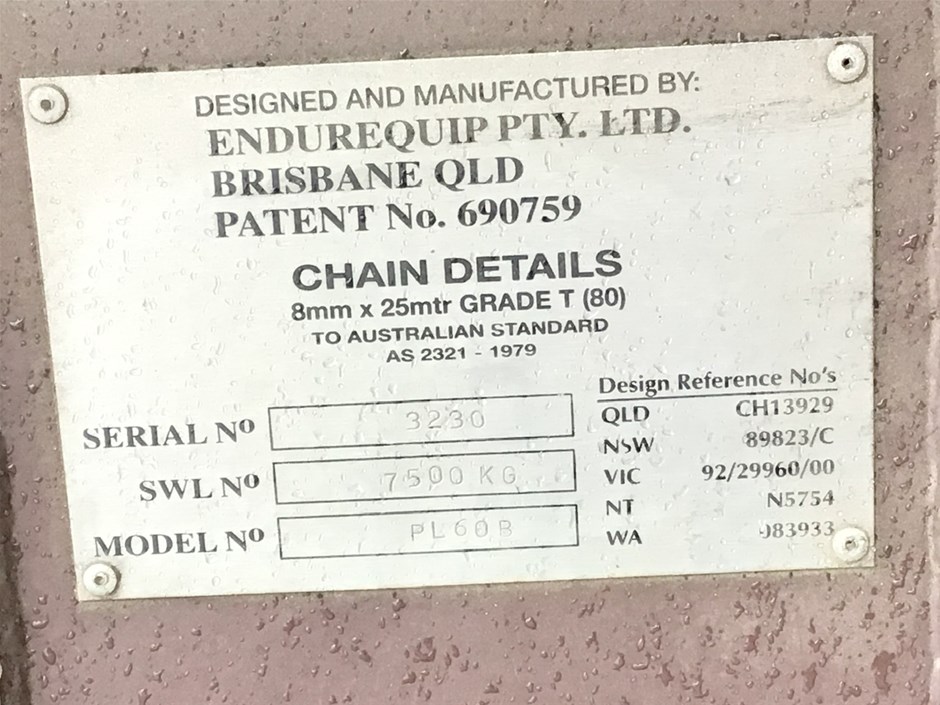 DESIGNED AND MANUFACTURED BY:
ENDUREQUIP PTY. LTD.
BRISBANE QLD
PATENT No. 690759
CHAIN DETAILS
8mm x 25mtr GRADE T (80)
TO AUSTRALIAN STANDARD
AS 2321 - 1979
SERIAL Nº 3230
SWL Nº 7500 KG
MODEL Nº PL60B
Design Reference No's
QLD CH13929
NSW 89823/C
VIC 92/29960/00
NT N5754
WA